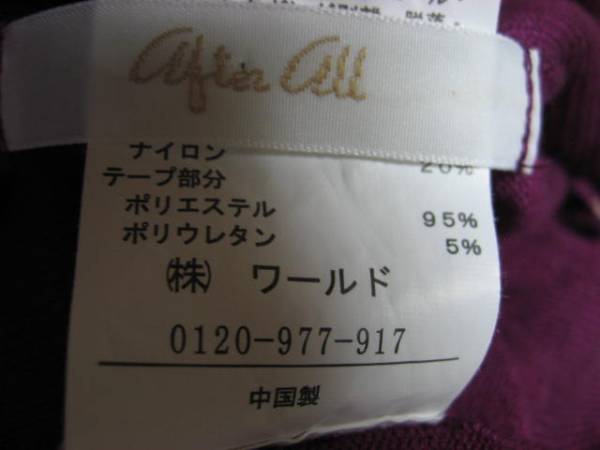 After All
ナイロン 20%
テープ部分
ポリエステル 95%
ポリウレタン 5%
㈱ ワールド
0120-977-917
中国製